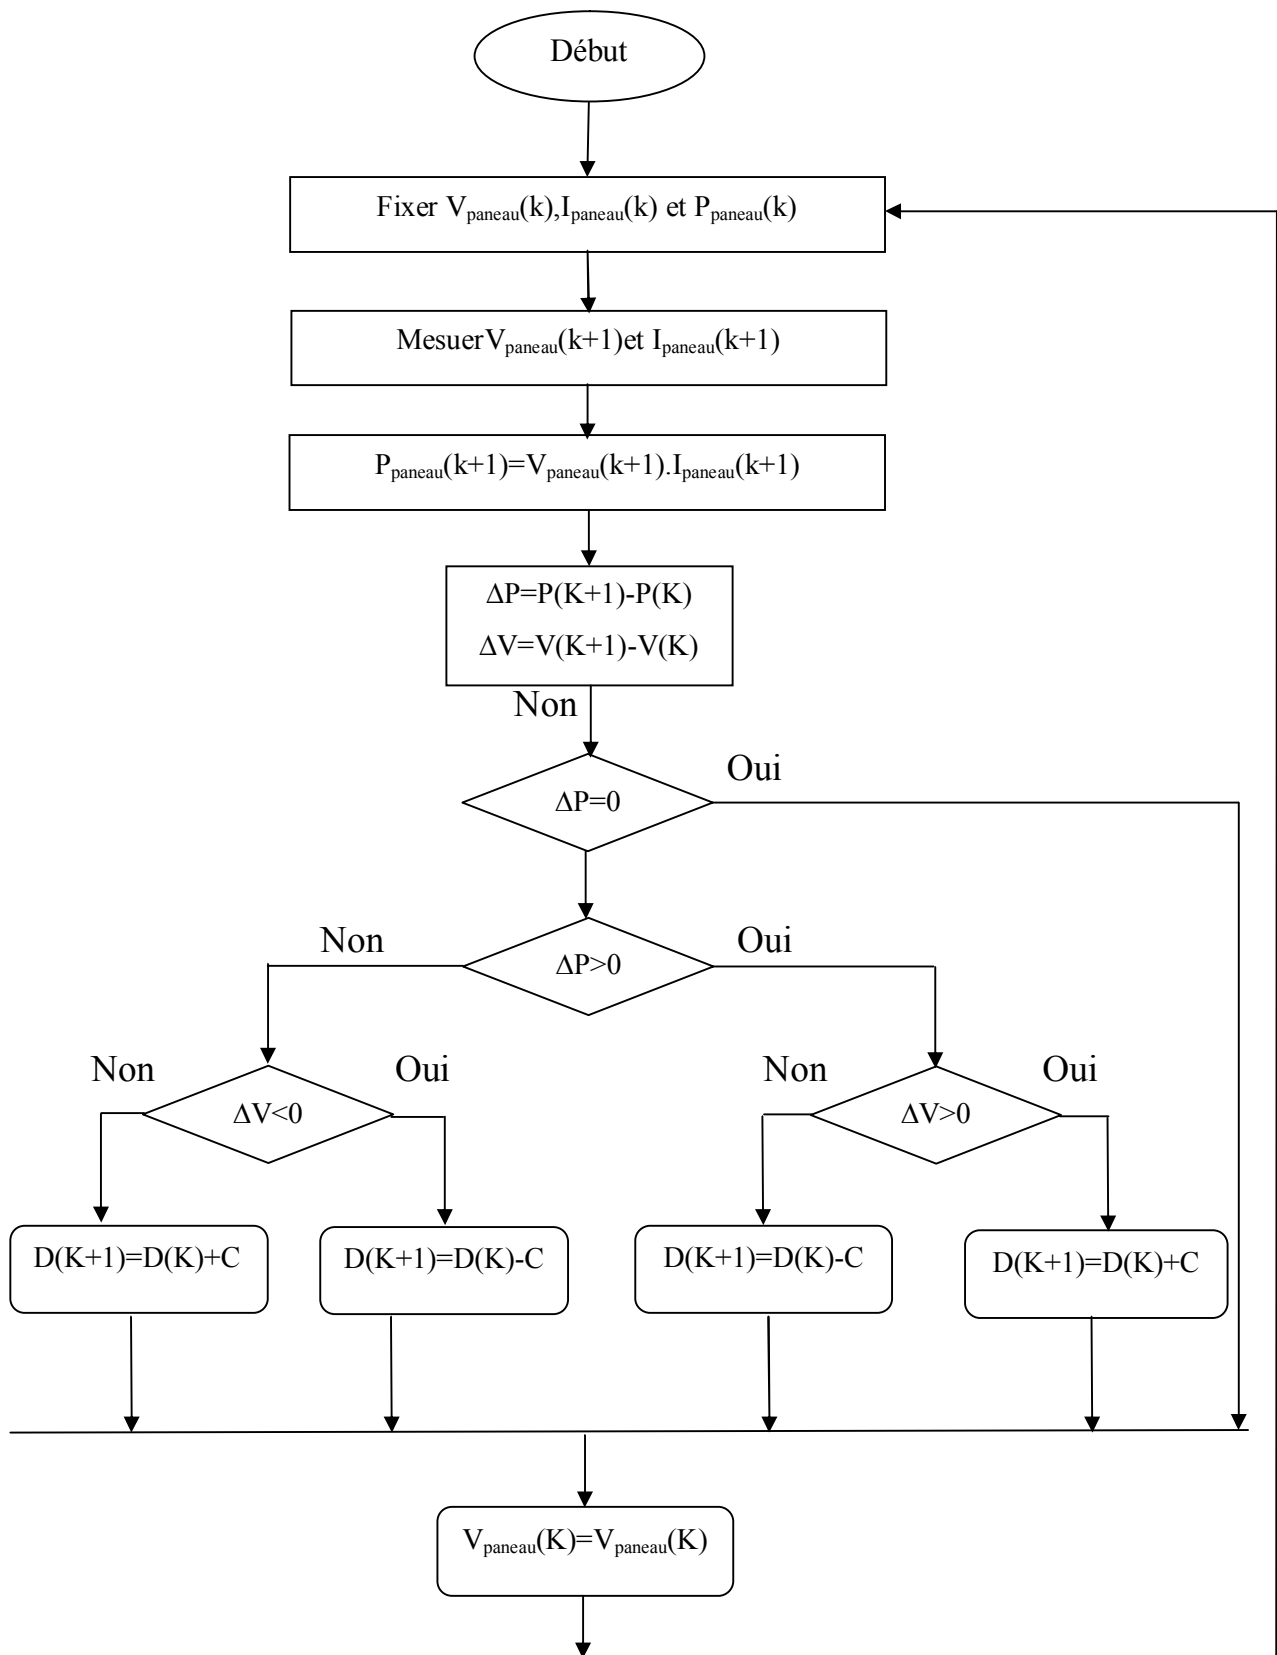 Début
Fixer Vpaneau(k),Ipaneau(k) et Ppaneau(k)
MesuerVpaneau(k+1)et Ipaneau(k+1)
Ppaneau(k+1)=Vpaneau(k+1).Ipaneau(k+1)
ΔP=P(K+1)-P(K)
ΔV=V(K+1)-V(K)
Non
Oui
ΔP=0
Non
Oui
ΔP>0
Non
Oui
Non
Oui
ΔV<0
ΔV>0
D(K+1)=D(K)+C
D(K+1)=D(K)-C
D(K+1)=D(K)-C
D(K+1)=D(K)+C
Vpaneau(K)=Vpaneau(K)